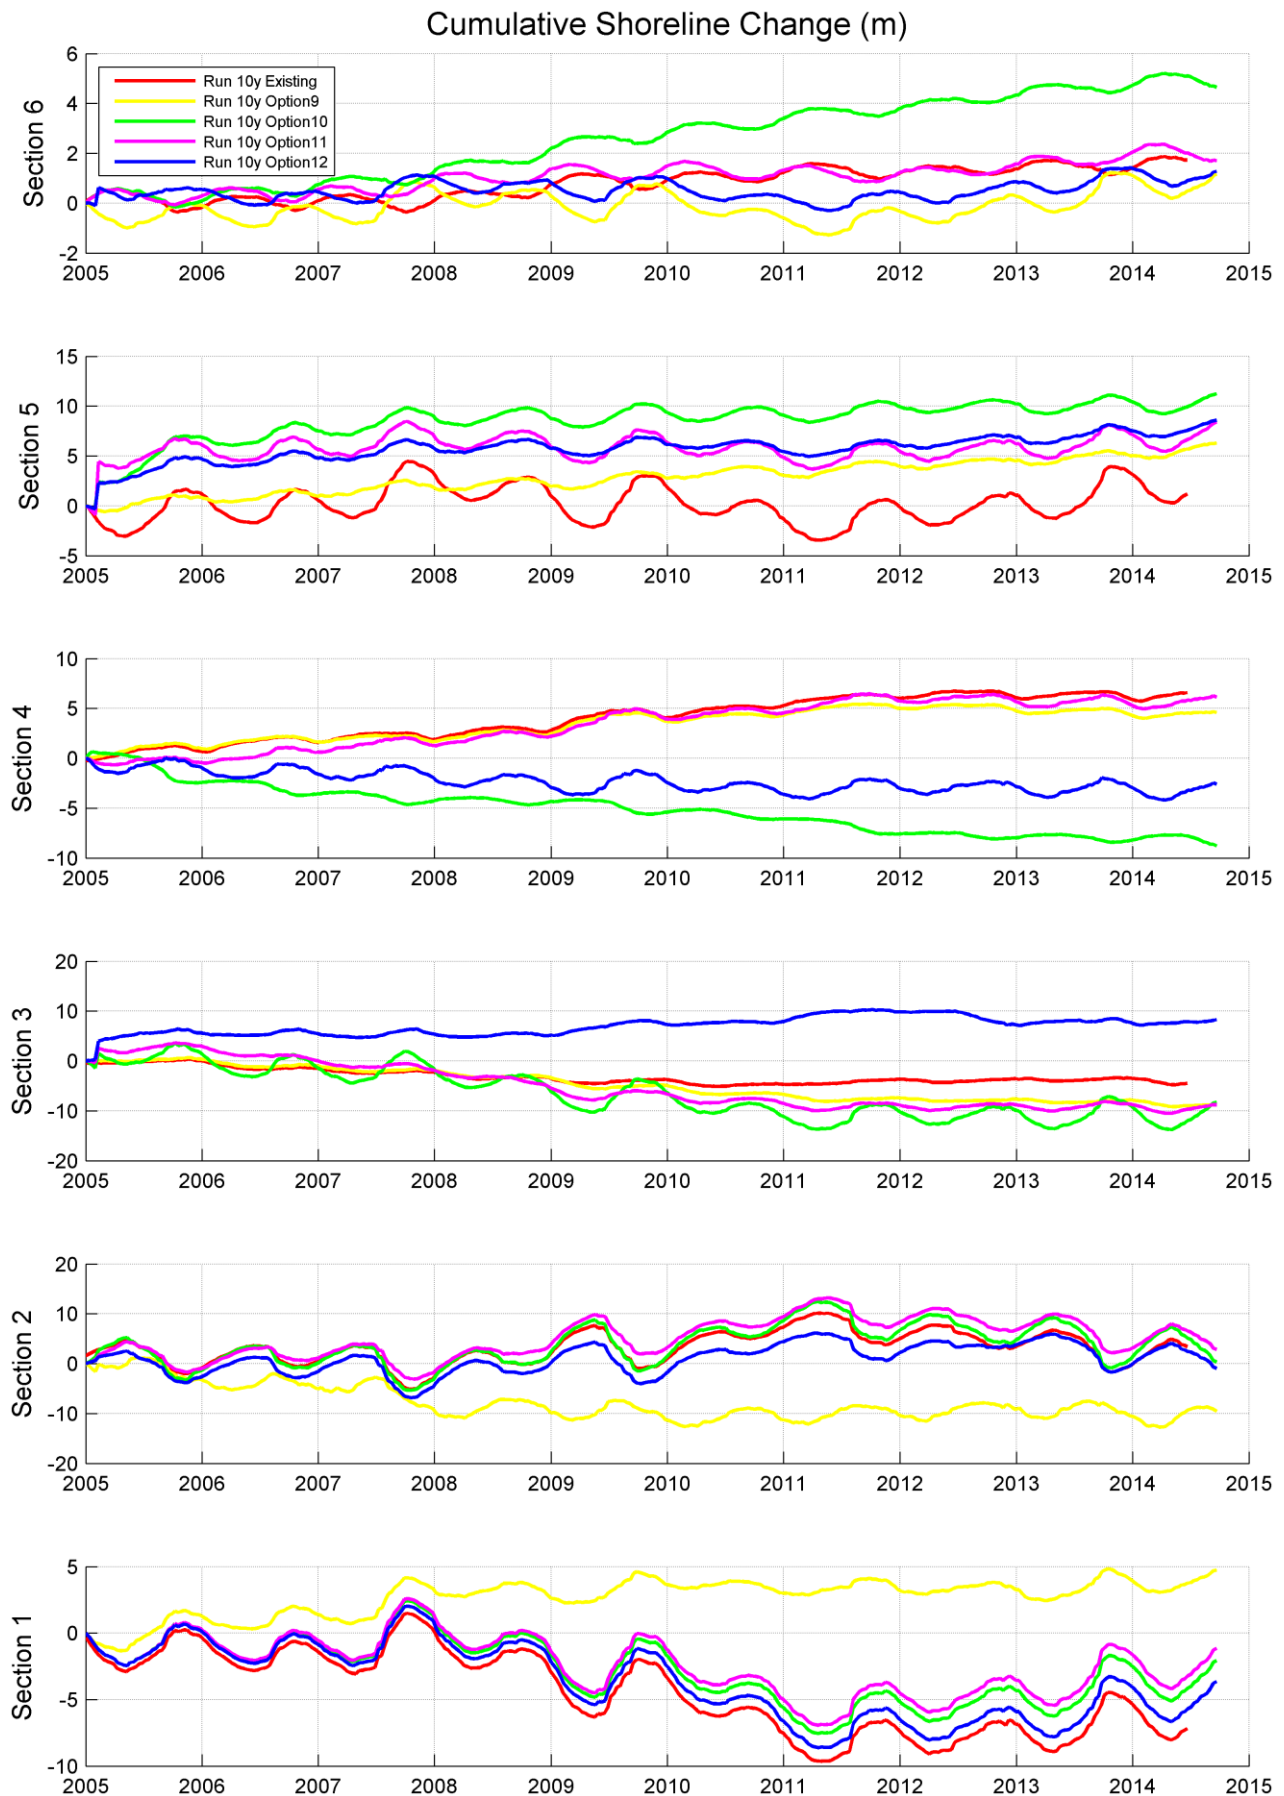 Cumulative Shoreline Change (m)
Section 6
6
4
2
0
-2
Run 10y Existing
Run 10y Option9
Run 10y Option10
Run 10y Option11
Run 10y Option12
2005 2006 2007 2008 2009 2010 2011 2012 2013 2014 2015
Section 5
15
10
5
0
-5
2005 2006 2007 2008 2009 2010 2011 2012 2013 2014 2015
Section 4
10
5
0
-5
-10
2005 2006 2007 2008 2009 2010 2011 2012 2013 2014 2015
Section 3
20
10
0
-10
-20
2005 2006 2007 2008 2009 2010 2011 2012 2013 2014 2015
Section 2
20
10
0
-10
-20
2005 2006 2007 2008 2009 2010 2011 2012 2013 2014 2015
Section 1
5
0
-5
-10
2005 2006 2007 2008 2009 2010 2011 2012 2013 2014 2015